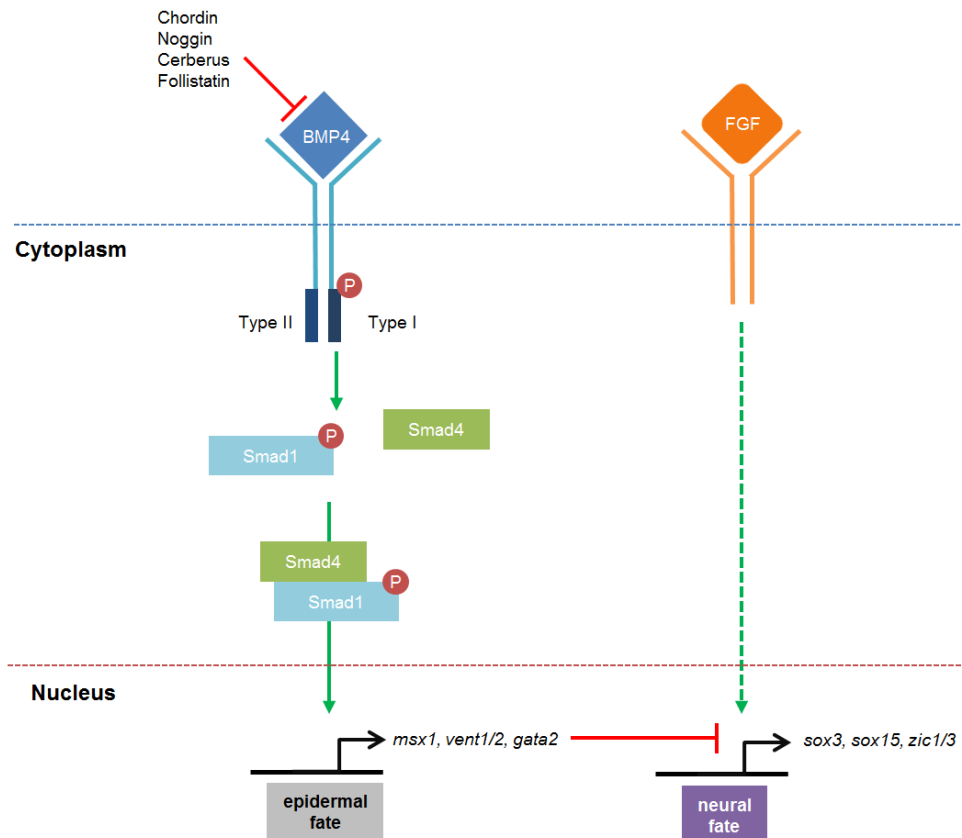 Chordin
Noggin
Cerberus
Follistatin
BMP4
FGF
Cytoplasm
P
Type II
Type I
P
Smad4
Smad1
Smad4
P
Smad1
Nucleus
msx1, vent1/2, gata2
sox3, sox15, zic1/3
epidermal
fate
neural
fate